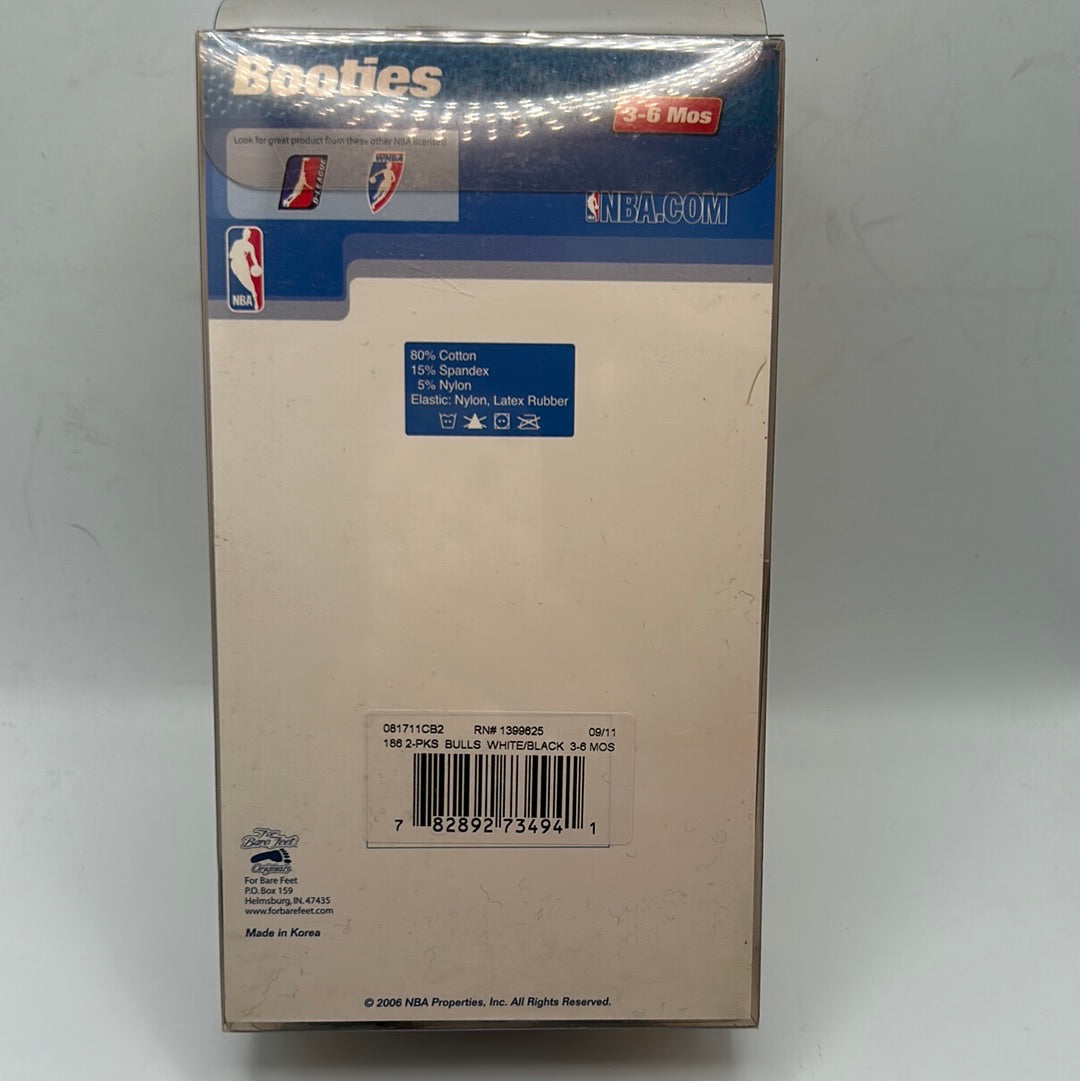 Booties
3-6 Mos
Look for great product from these other NBA licenses!
D-LEAGUE
WNBA
NBA.COM
NBA
80% Cotton
15% Spandex
5% Nylon
Elastic: Nylon, Latex Rubber
081711CB2 RN# 1399625 09/11
186 2-PKS BULLS WHITE/BLACK 3-6 MOS
7 82892 73494 1
For
Bare Feet
Originals
For Bare Feet
P.O. Box 159
Helmsburg, IN. 47435
www.forbarefeet.com
Made in Korea
© 2006 NBA Properties, Inc. All Rights Reserved.